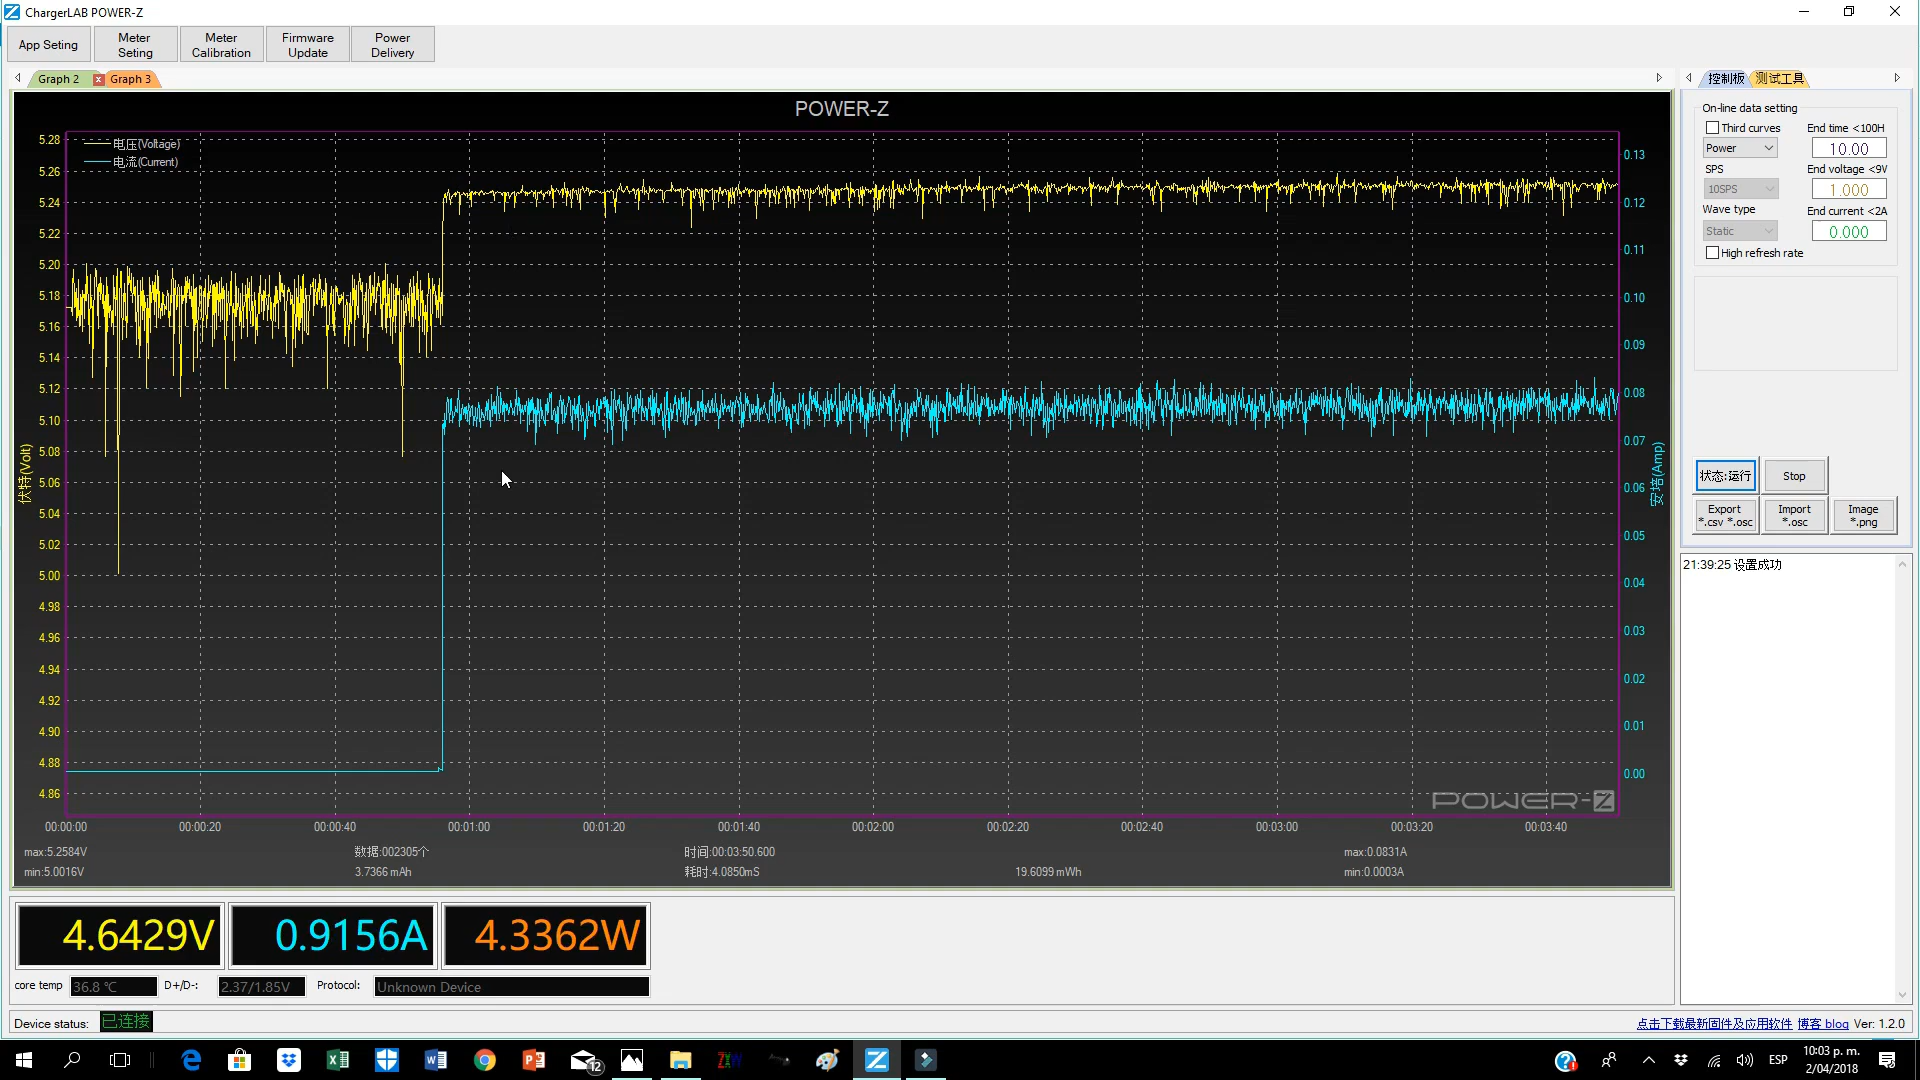 ChargerLAB POWER-Z
App Seting
Meter Seting
Meter Calibration
Firmware Update
Power Delivery
Graph 2
Graph 3
控制板
测试工具
POWER-Z
电压(Voltage)
电流(Current)
5.28
5.26
5.24
5.22
5.20
5.18
5.16
5.14
5.12
5.10
5.08
5.06
5.04
5.02
5.00
4.98
4.96
4.94
4.92
4.90
4.88
4.86
伏特(Volt)
0.13
0.12
0.11
0.10
0.09
0.08
0.07
0.06
0.05
0.04
0.03
0.02
0.01
0.00
安培(Amp)
POWER-Z
00:00:00
00:00:20
00:00:40
00:01:00
00:01:20
00:01:40
00:02:00
00:02:20
00:02:40
00:03:00
00:03:20
00:03:40
max:5.2584V
数据:002305个
时间:00:03:50.600
max:0.0831A
min:5.0016V
3.7366 mAh
耗时:4.0850mS
19.6099 mWh
min:0.0003A
On-line data setting
Third curves
End time <100H
Power
10.00
SPS
End voltage <9V
10SPS
1.000
Wave type
End current <2A
Static
0.000
High refresh rate
状态:运行
Stop
Export *.csv *.osc
Import *.osc
Image *.png
21:39:25 设置成功
4.6429V
0.9156A
4.3362W
core temp
36.8 ℃
D+/D-:
2.37/1.85V
Protocol:
Unknown Device
Device status:
已连接
点击下载最新固件及应用软件
博客 blog
Ver: 1.2.0
12
ESP
10:03 p. m.
2/04/2018